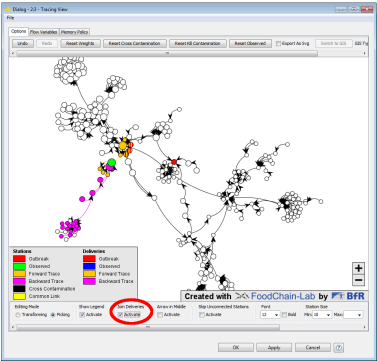 Dialog - 2:3 - Tracing View
File
Options Flow Variables Memory Policy
Undo Redo Reset Weights Reset Cross Contamination Reset Kill Contamination Reset Observed Export As Svg Switch to GIS GIS Ty
Stations Deliveries
Outbreak Outbreak
Observed Observed
Forward Trace Forward Trace
Backward Trace Backward Trace
Cross Contamination
Common Link
+
-
Created with FoodChain-Lab by BfR
Editing Mode Show Legend Join Deliveries Arrow in Middle Skip Unconnected Stations Font Station Size
Transforming Picking Activate Activate Activate Activate 12 Bold Min: Max:
OK Apply Cancel ?